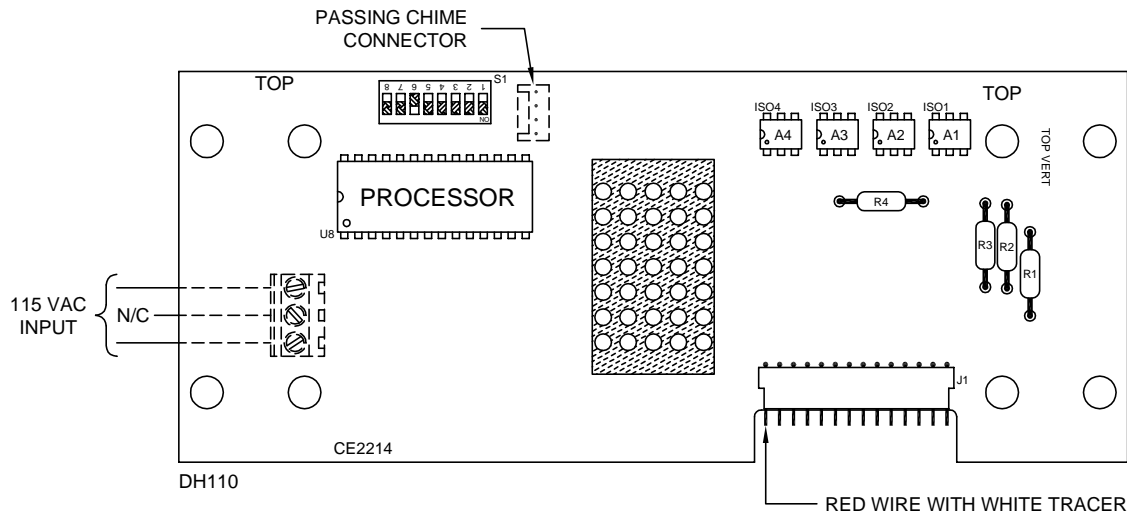 PASSING CHIME
CONNECTOR
TOP
8 7 6 5 4 3 2 1
S1
NO
TOP
ISO4 ISO3 ISO2 ISO1
A4 A3 A2 A1
TOP VERT
PROCESSOR
U8
R4
R3 R2 R1
115 VAC
INPUT
N/C
J1
CE2214
DH110
RED WIRE WITH WHITE TRACER